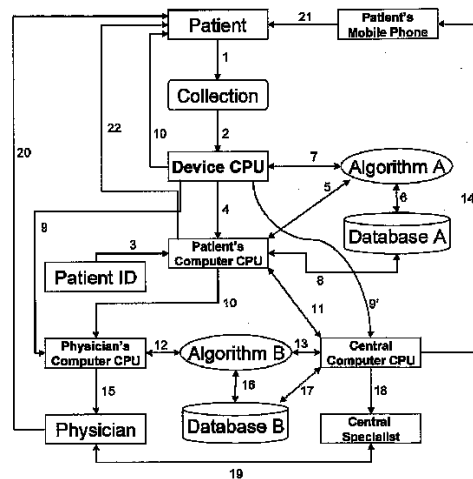 Patient
21
Patient's
Mobile Phone
1
Collection
22
10
2
20
Device CPU
7
Algorithm A
14
5
6
9
4
Database A
3
Patient's
Computer CPU
8
Patient ID
10
11
9'
Physician's
Computer CPU
12
Algorithm B
13
Central
Computer CPU
15
16
17
18
Physician
Database B
Central
Specialist
19